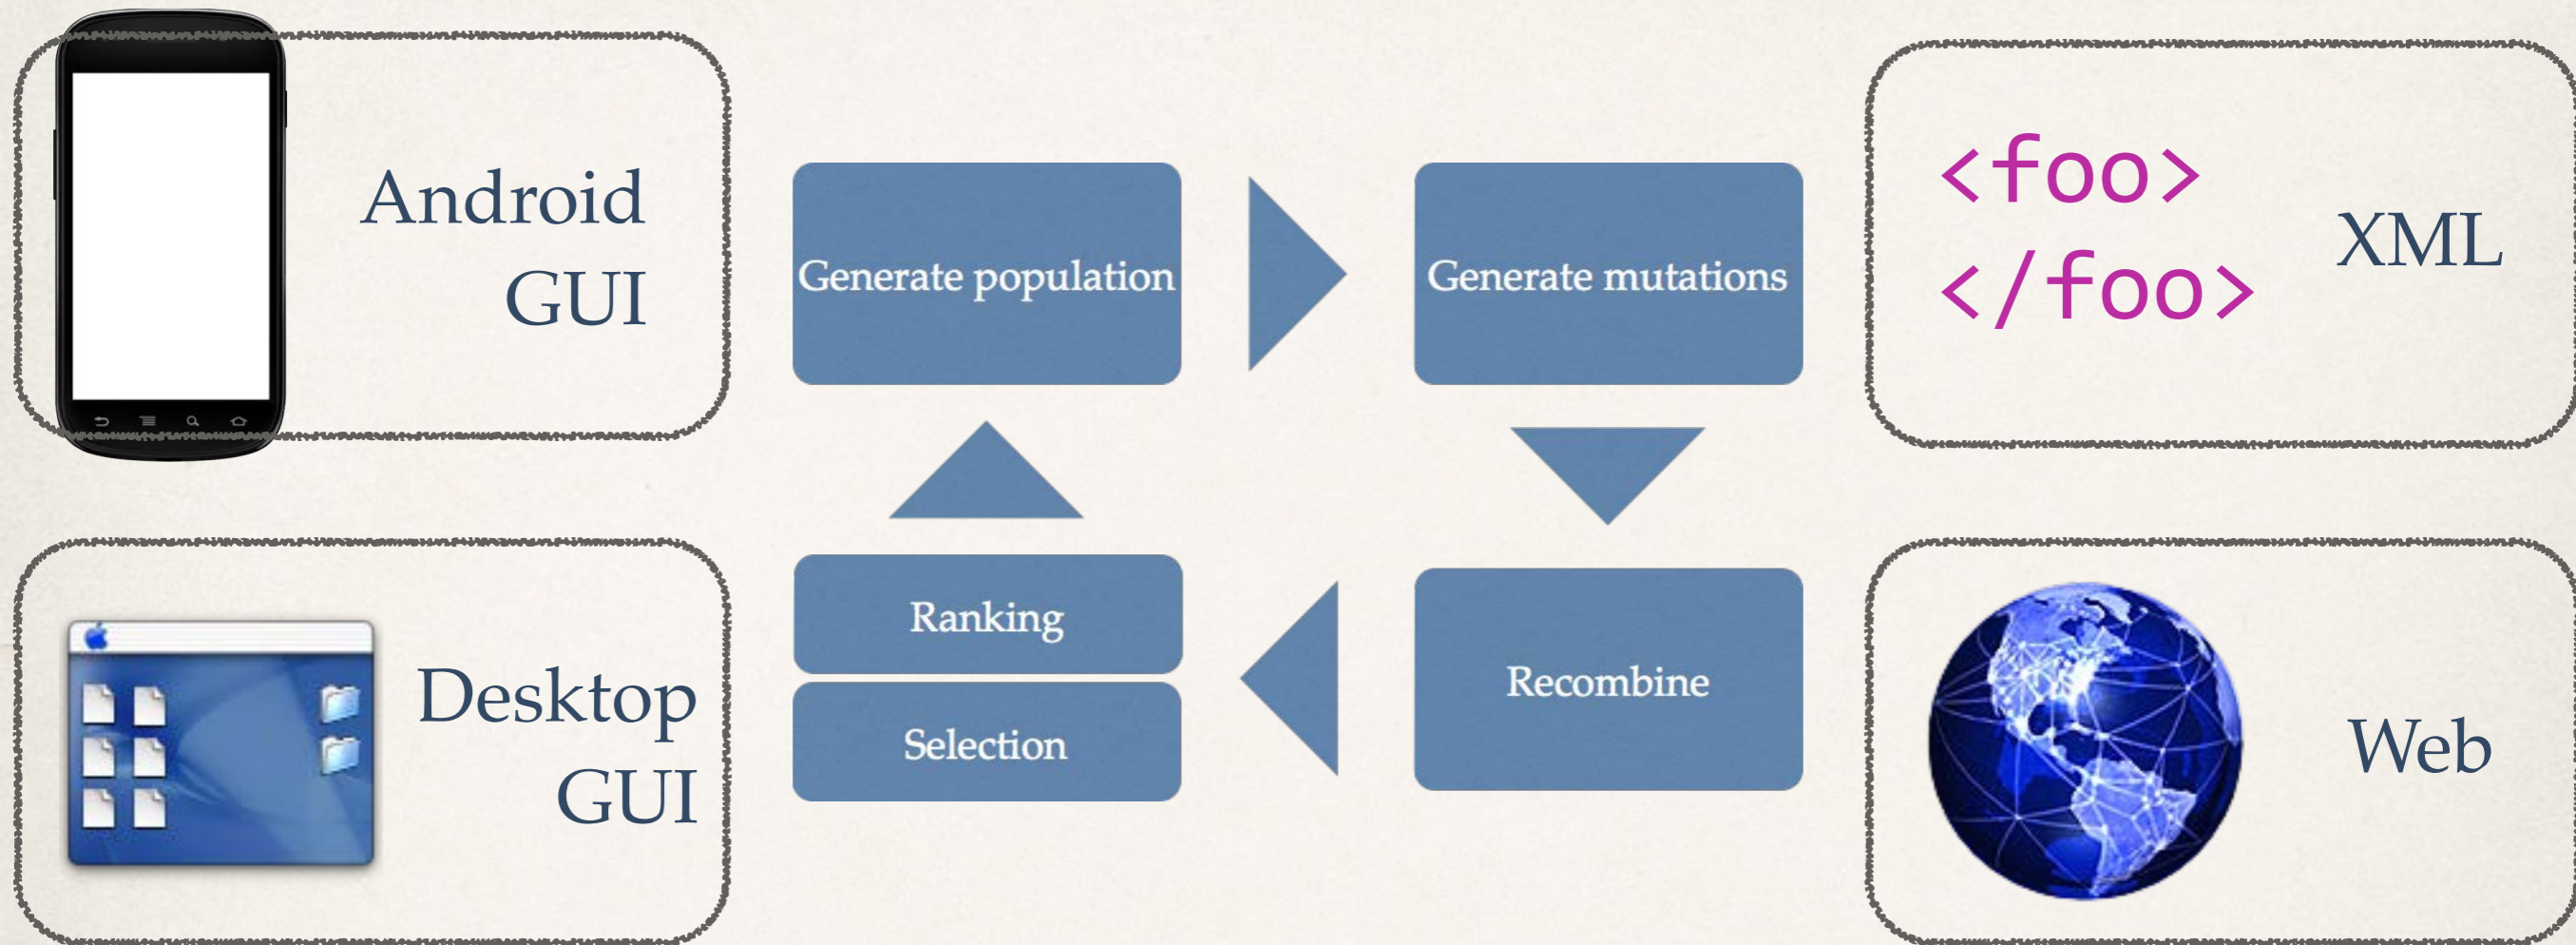 Android
GUI
Generate population
Generate mutations
<foo>
</foo>
XML
Desktop
GUI
Ranking
Selection
Recombine
Web